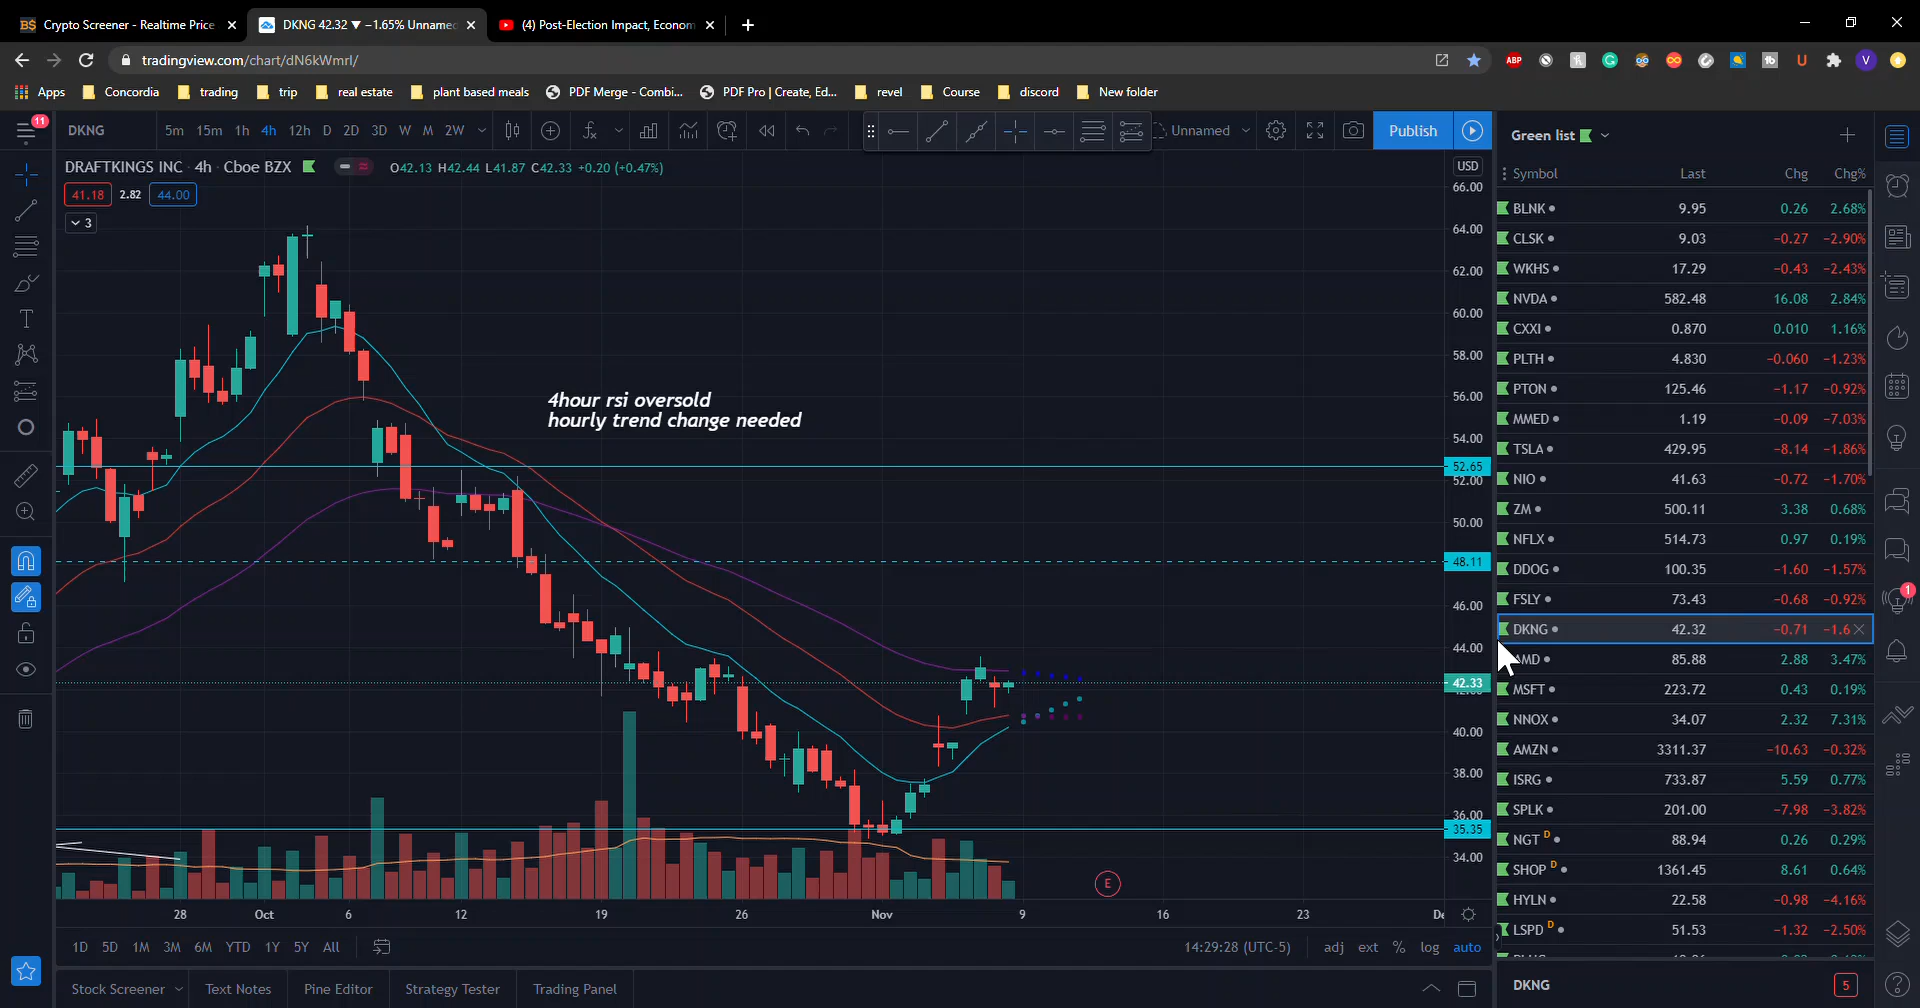 Crypto Screener - Realtime Price
DKNG 42.32 ▼ −1.65% Unnamed
(4) Post-Election Impact, Econom
tradingview.com/chart/dN6kWmrI/
ABP
Apps Concordia trading trip real estate plant based meals PDF Merge - Combi... PDF Pro | Create, Ed... revel Course discord New folder
11
DKNG 5m 15m 1h 4h 12h D 2D 3D W M 2W Unnamed Publish
Green list
DRAFTKINGS INC · 4h · Cboe BZX O42.13 H42.44 L41.87 C42.33 +0.20 (+0.47%)
USD
41.18 2.82 44.00
3
Symbol Last Chg Chg%
BLNK 9.95 0.26 2.68%
CLSK 9.03 −0.27 −2.90%
WKHS 17.29 −0.43 −2.43%
NVDA 582.48 16.08 2.84%
CXXI 0.870 0.010 1.16%
PLTH 4.830 −0.060 −1.23%
PTON 125.46 −1.17 −0.92%
MMED 1.19 −0.09 −7.03%
TSLA 429.95 −8.14 −1.86%
NIO 41.63 −0.72 −1.70%
ZM 500.11 3.38 0.68%
NFLX 514.73 0.97 0.19%
DDOG 100.35 −1.60 −1.57%
FSLY 73.43 −0.68 −0.92%
DKNG 42.32 −0.71 −1.6
85.88 2.88 3.47%
MSFT 223.72 0.43 0.19%
NNOX 34.07 2.32 7.31%
AMZN 3311.37 −10.63 −0.32%
ISRG 733.87 5.59 0.77%
SPLK 201.00 −7.98 −3.82%
NGT D 88.94 0.26 0.29%
SHOP D 1361.45 8.61 0.64%
HYLN 22.58 −0.98 −4.16%
LSPD D 51.53 −1.32 −2.50%
1
4hour rsi oversold
hourly trend change needed
66.00
64.00
62.00
60.00
58.00
56.00
54.00
52.65
52.00
50.00
48.11
46.00
44.00
42.33
40.00
38.00
36.00
35.35
34.00
E
28 Oct 6 12 19 26 Nov 9 16 23 De
1D 5D 1M 3M 6M YTD 1Y 5Y All 14:29:28 (UTC-5) adj ext % log auto
Stock Screener Text Notes Pine Editor Strategy Tester Trading Panel
DKNG 5